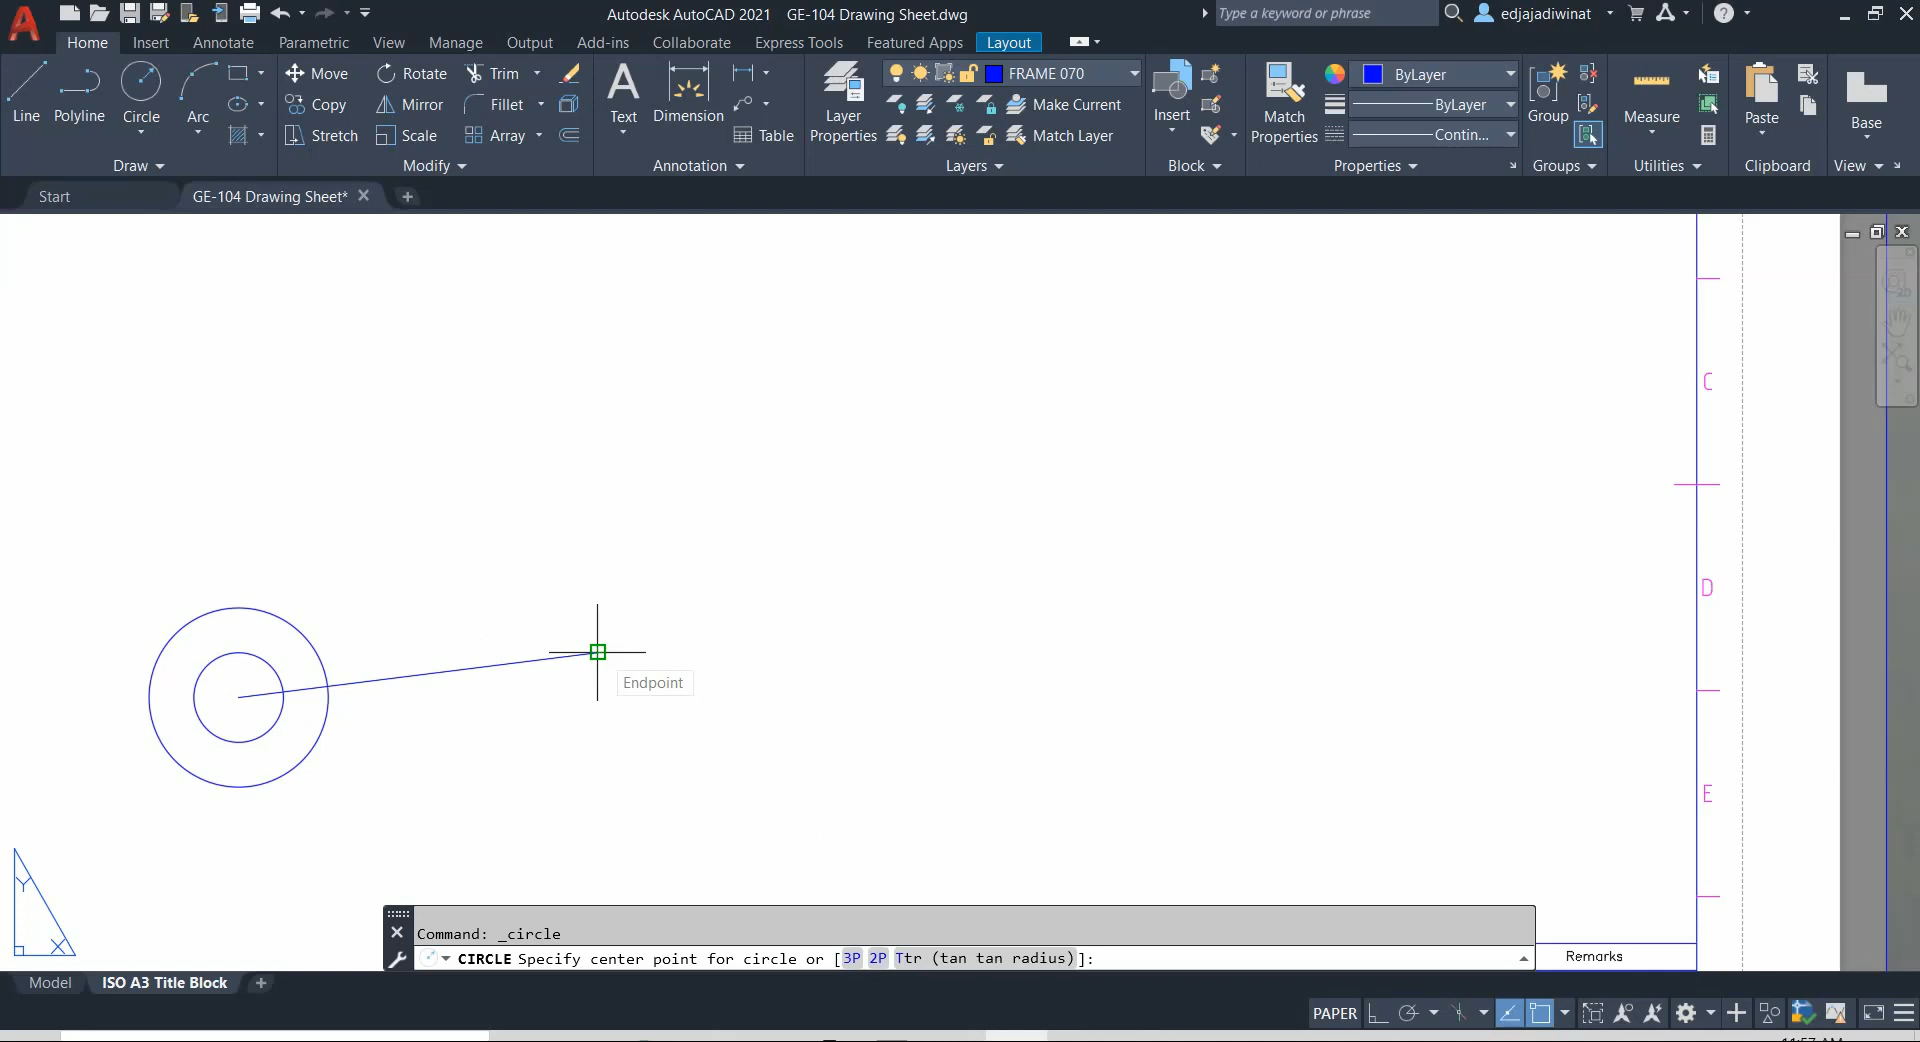 Autodesk AutoCAD 2021 GE-104 Drawing Sheet.dwg
Type a keyword or phrase
edjajadiwinat
Home Insert Annotate Parametric View Manage Output Add-ins Collaborate Express Tools Featured Apps Layout
Line Polyline Circle Arc
Move Rotate Trim
Copy Mirror Fillet
Stretch Scale Array
Text Dimension Table
Layer Properties
FRAME 070
Make Current
Match Layer
Insert
Match Properties
ByLayer
ByLayer
Contin...
Group
Measure
Paste
Base
Draw Modify Annotation Layers Block Properties Groups Utilities Clipboard View
Start GE-104 Drawing Sheet*
2D
C
D
E
Endpoint
Y
X
Command: _circle
CIRCLE Specify center point for circle or [3P 2P Ttr (tan tan radius)]:
Remarks
Model ISO A3 Title Block
PAPER